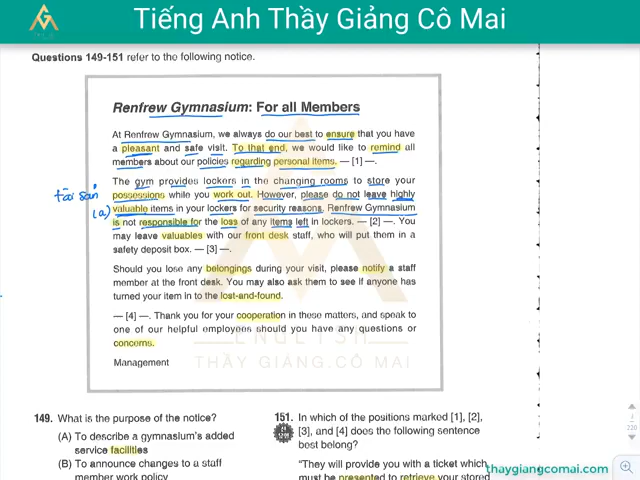 Tiếng Anh Thầy Giảng Cô Mai
Questions 149-151 refer to the following notice.
Renfrew Gymnasium: For all Members
At Renfrew Gymnasium, we always do our best to ensure that you have
a pleasant and safe visit. To that end, we would like to remind all
members about our policies regarding personal items. — [1] —.
The gym provides lockers in the changing rooms to store your
tài sản possessions while you work out. However, please do not leave highly
(a) valuable items in your lockers for security reasons. Renfrew Gymnasium
is not responsible for the loss of any items left in lockers. — [2] —. You
may leave valuables with our front desk staff, who will put them in a
safety deposit box. — [3] —.
Should you lose any belongings during your visit, please notify a staff
member at the front desk. You may also ask them to see if anyone has
turned your item in to the lost-and-found.
— [4] —. Thank you for your cooperation in these matters, and speak to
one of our helpful employees should you have any questions or
concerns.
ENGLISH
THẦY GIẢNG.CÔ MAI
Management
149. What is the purpose of the notice?
(A) To describe a gymnasium's added
service facilities
(B) To announce changes to a staff
member work policy
151. In which of the positions marked [1], [2],
[3], and [4] does the following sentence
best belong?
"They will provide you with a ticket which
must be presented to retrieve your stored
thaygiangcomai.com
220